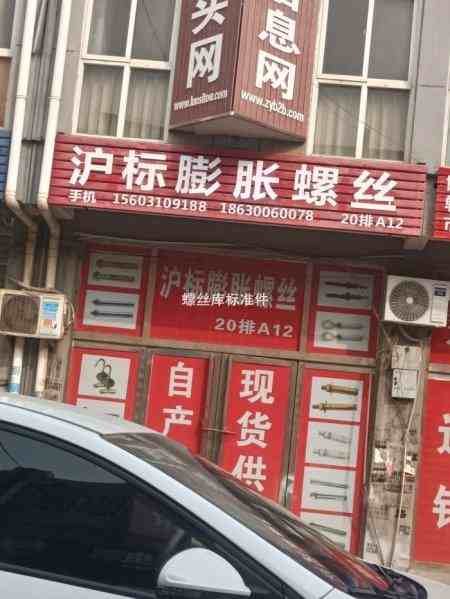 买网
www.buoilve.com
息网
www.zyb2b.com
沪标膨胀螺丝
手机 15603109188 18630060078 20排A12
沪标膨胀螺丝
螺丝库标准件
20排A12
自产
现货供